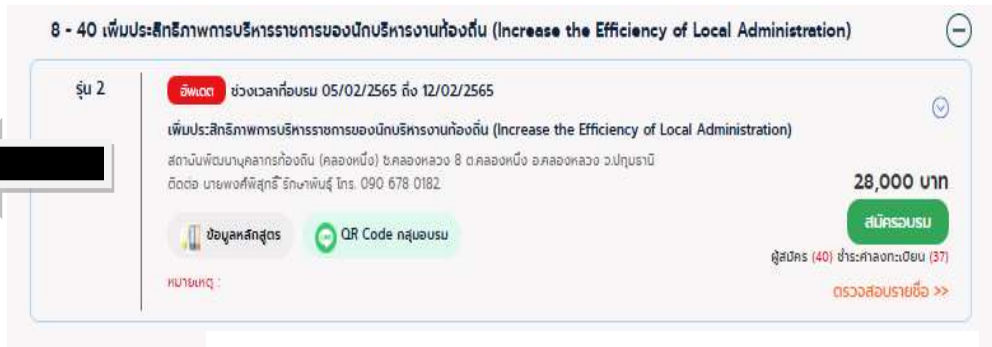 8 - 40 เพิ่มประสิทธิภาพการบริหารราชการของนักบริหารงานท้องถิ่น (Increase the Efficiency of Local Administration)
รุ่น 2
อัพเดต ช่วงเวลาที่อบรม 05/02/2565 ถึง 12/02/2565
เพิ่มประสิทธิภาพการบริหารราชการของนักบริหารงานท้องถิ่น (Increase the Efficiency of Local Administration)
สถาบันพัฒนาบุคลากรท้องถิ่น (คลองหนึ่ง) ซ.คลองหลวง 8 ต.คลองหนึ่ง อ.คลองหลวง จ.ปทุมธานี
ติดต่อ นายพงศ์พิสุทธิ์ รักษาพันธุ์ โทร. 090 678 0182
28,000 บาท
ข้อมูลหลักสูตร
QR Code กลุ่มอบรม
สมัครอบรม
ผู้สมัคร (40) ชำระค่าลงทะเบียน (37)
หมายเหตุ :
ตรวจสอบรายชื่อ >>